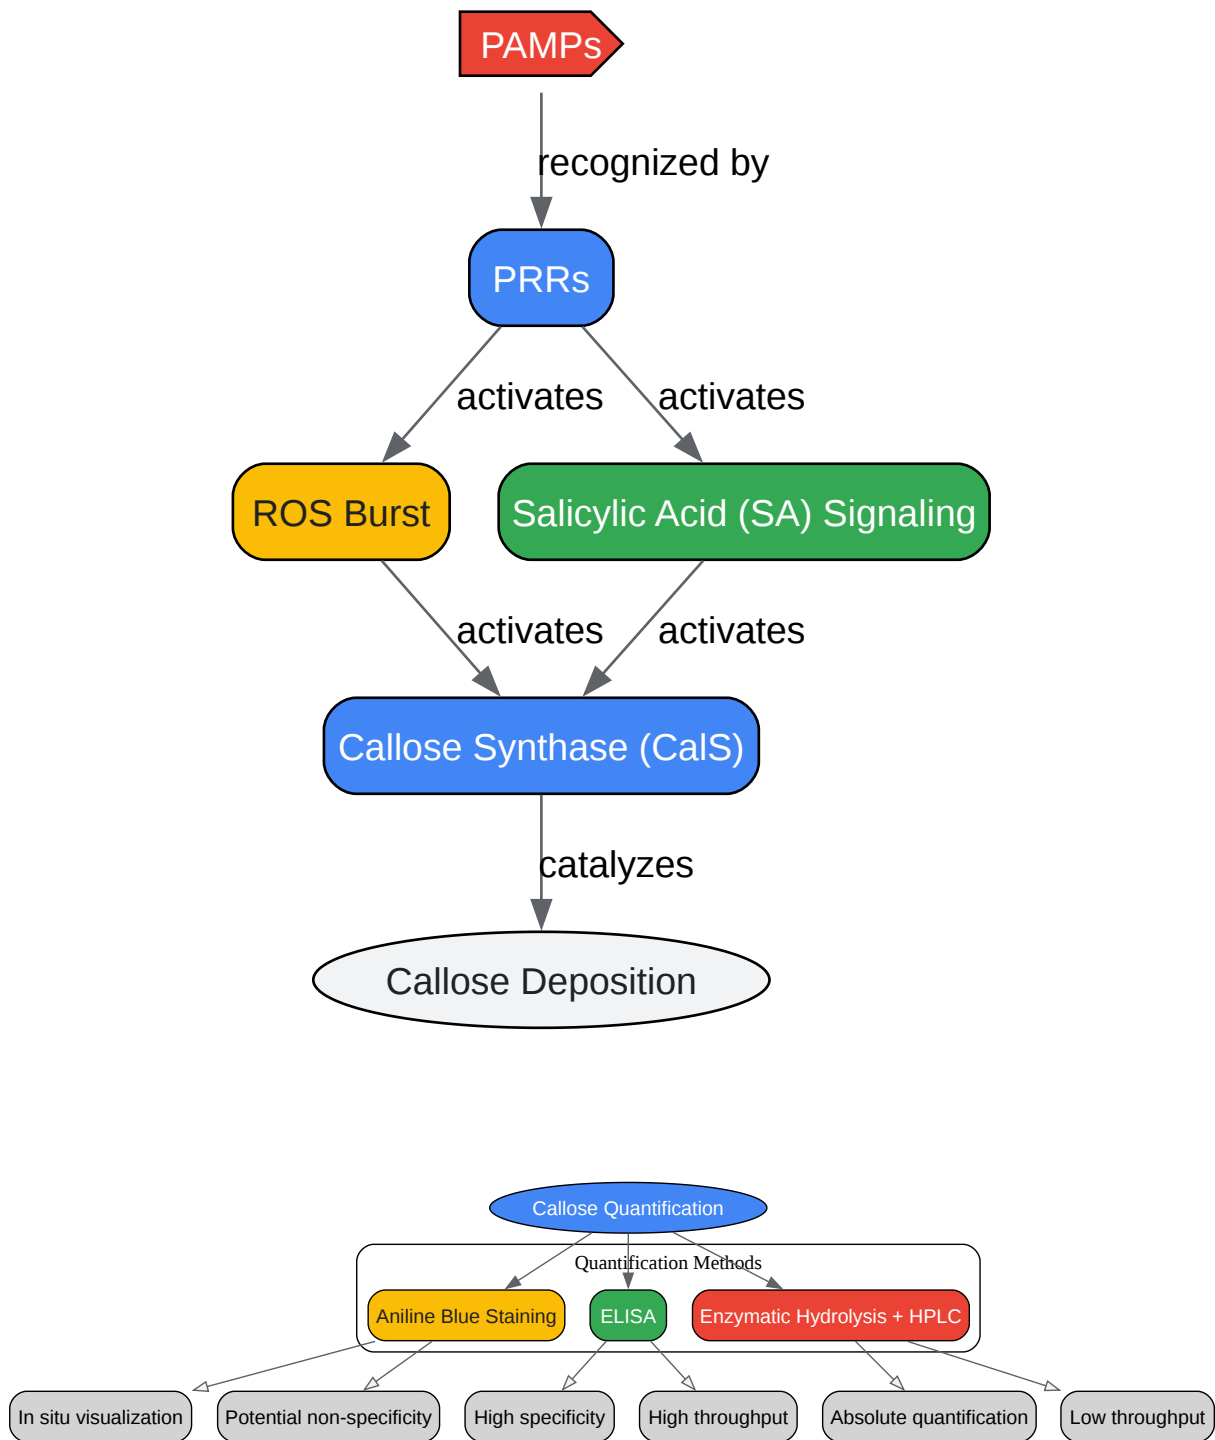 PAMPs
recognized by
PRRs
activates activates
ROS Burst Salicylic Acid (SA) Signaling
activates activates
Callose Synthase (CalS)
catalyzes
Callose Deposition
Callose Quantification
Quantification Methods
Aniline Blue Staining ELISA Enzymatic Hydrolysis + HPLC
In situ visualization Potential non-specificity High specificity High throughput Absolute quantification Low throughput